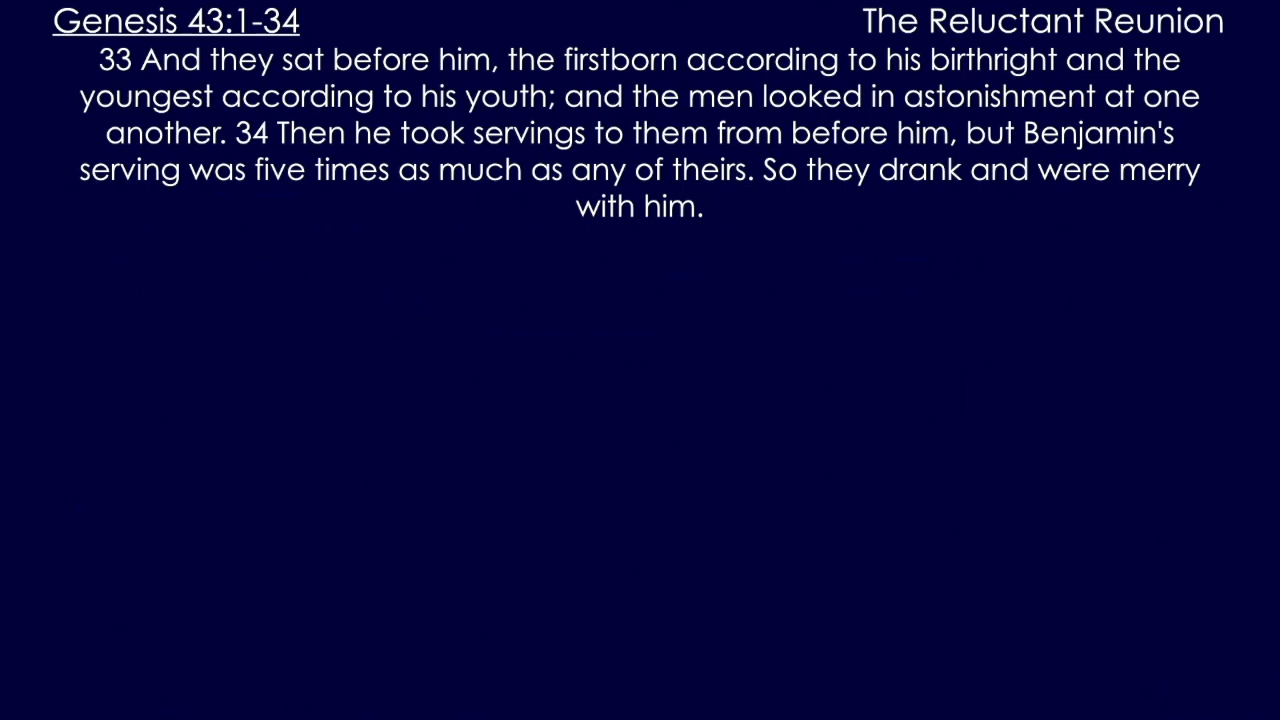 Genesis 43:1-34 The Reluctant Reunion
33 And they sat before him, the firstborn according to his birthright and the
youngest according to his youth; and the men looked in astonishment at one
another. 34 Then he took servings to them from before him, but Benjamin's
serving was five times as much as any of theirs. So they drank and were merry
with him.